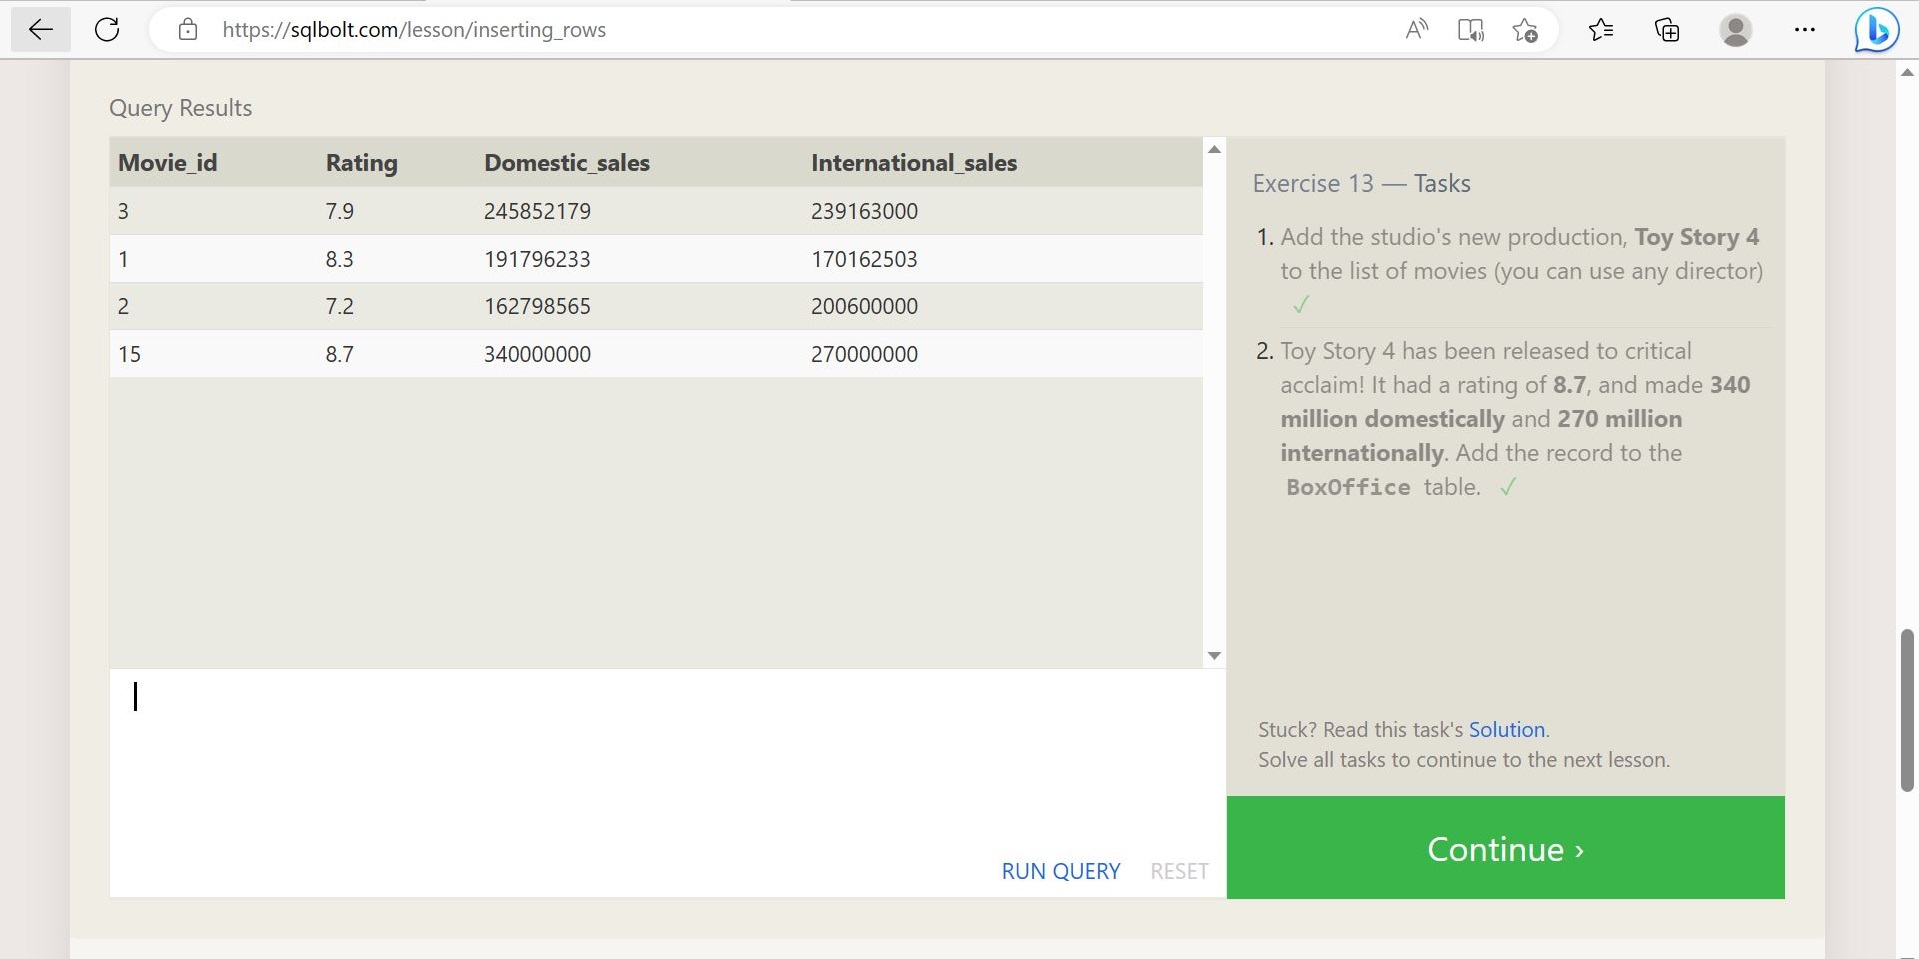 https://sqlbolt.com/lesson/inserting_rows
Query Results
Movie_id Rating Domestic_sales International_sales
3 7.9 245852179 239163000
1 8.3 191796233 170162503
2 7.2 162798565 200600000
15 8.7 340000000 270000000
RUN QUERY RESET
Exercise 13 — Tasks
1. Add the studio's new production, Toy Story 4
to the list of movies (you can use any director)
✓
2. Toy Story 4 has been released to critical
acclaim! It had a rating of 8.7, and made 340
million domestically and 270 million
internationally. Add the record to the
BoxOffice table. ✓
Stuck? Read this task's Solution.
Solve all tasks to continue to the next lesson.
Continue ›